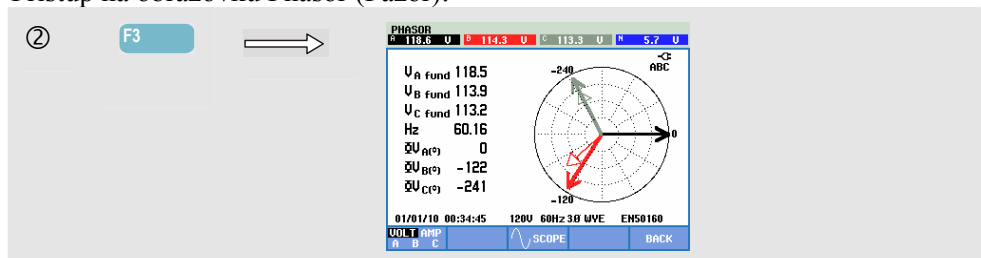 Prístup na obrazovku Phasor (Fázor):
② F3
PHASOR
A 118.6 V B 114.3 V C 113.3 V N 5.7 V
ABC
V A fund 118.5
V B fund 113.9
V C fund 113.2
Hz 60.16
ΦV A(°) 0
ΦV B(°) -122
ΦV C(°) -241
-240
0
-120
01/01/10 00:34:45 120V 60Hz 3Ø WYE EN50160
VOLT AMP
A B C
SCOPE
BACK